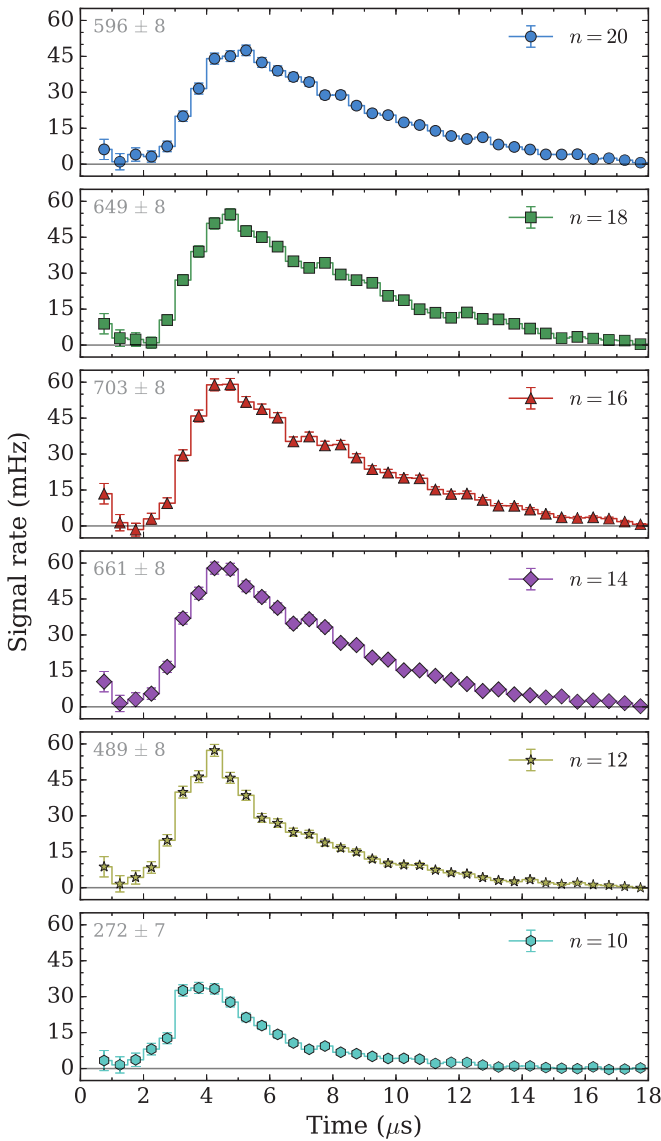 60
596 ± 8
n = 20
45
30
15
0
60
649 ± 8
n = 18
45
30
15
0
60
703 ± 8
n = 16
45
30
15
0
Signal rate (mHz)
60
661 ± 8
n = 14
45
30
15
0
60
489 ± 8
n = 12
45
30
15
0
60
272 ± 7
n = 10
45
30
15
0
0 2 4 6 8 10 12 14 16 18
Time (μs)